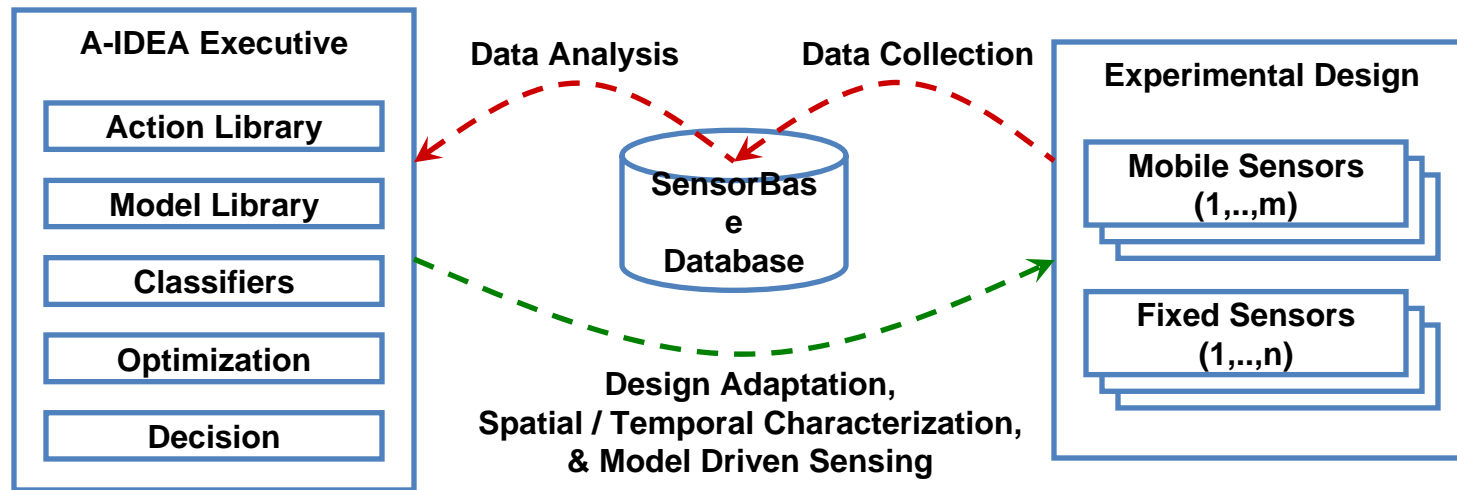 A-IDEA Executive
Action Library
Model Library
Classifiers
Optimization
Decision
Data Analysis
Data Collection
SensorBas
e
Database
Design Adaptation,
Spatial / Temporal Characterization,
& Model Driven Sensing
Experimental Design
Mobile Sensors
(1,..,m)
Fixed Sensors
(1,..,n)